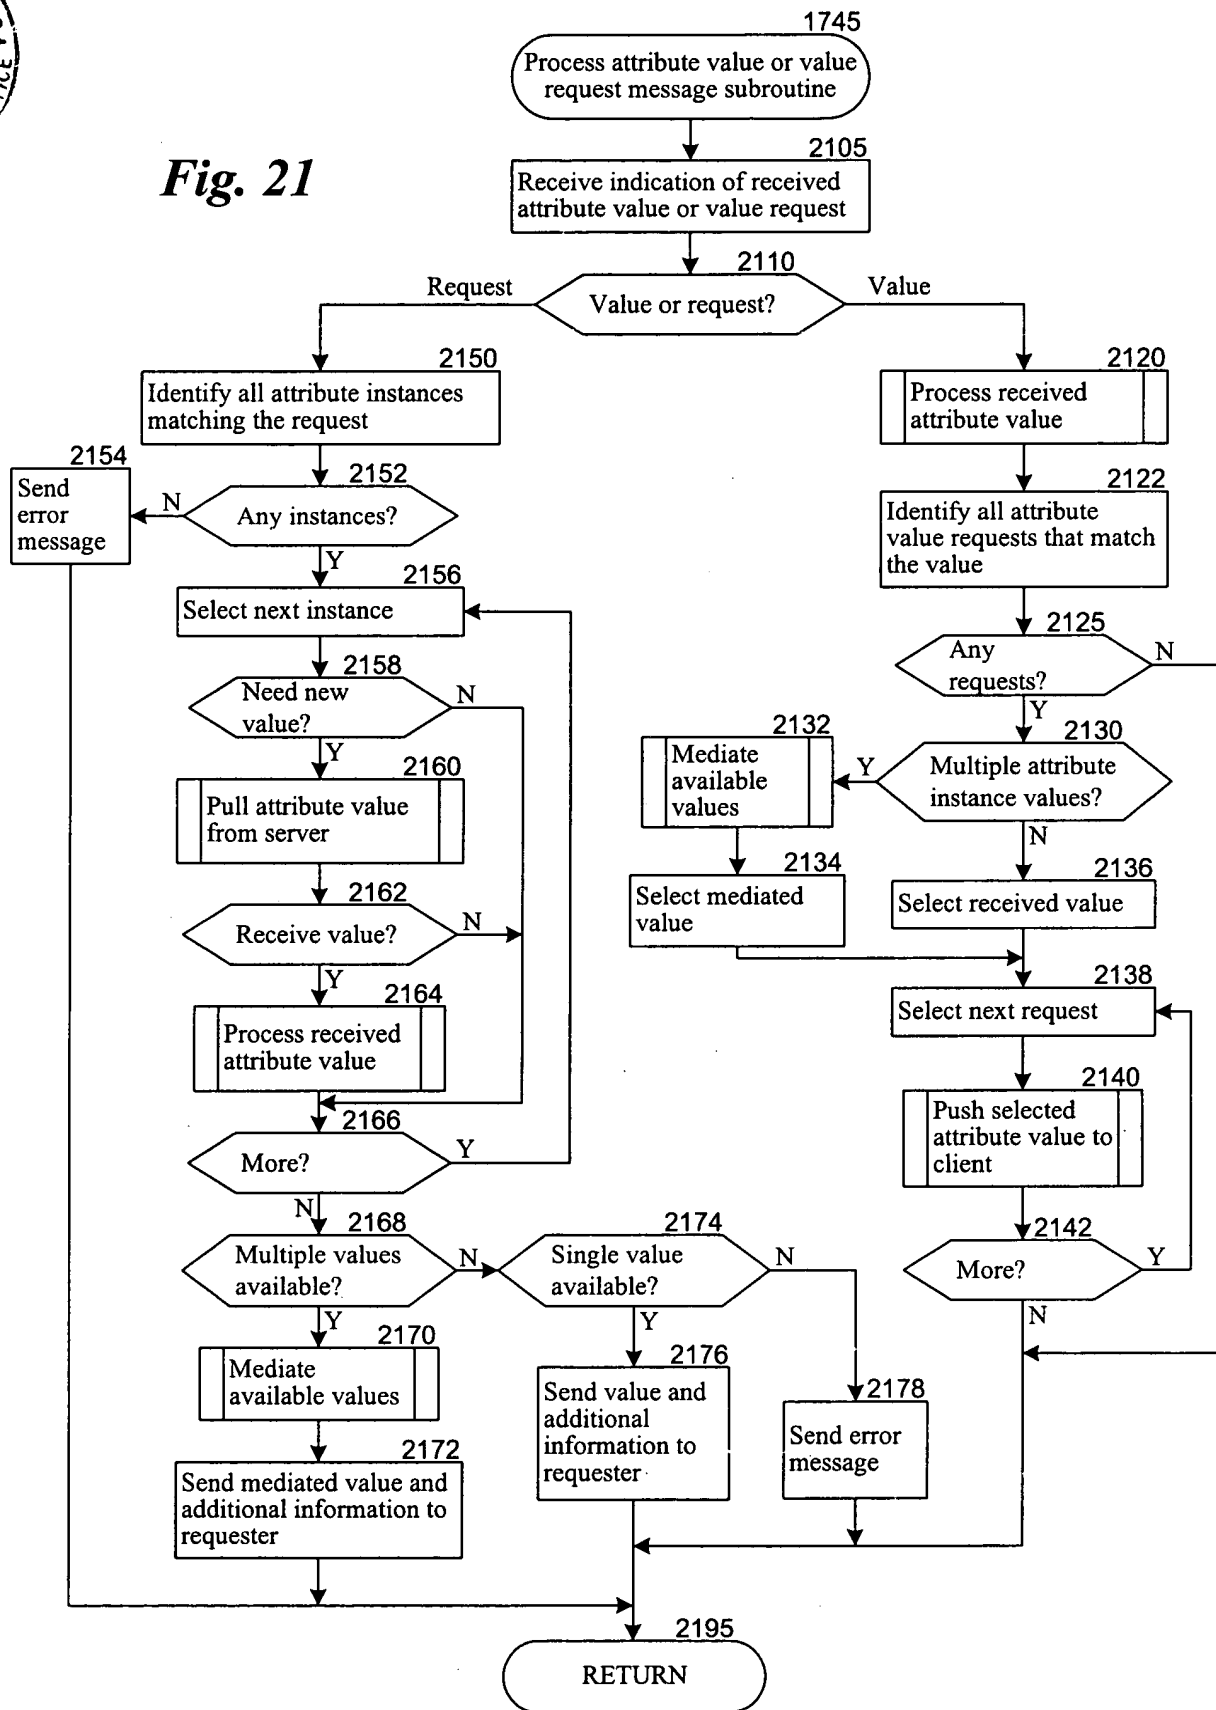 1745
Process attribute value or value
request message subroutine
Fig. 21
2105
Receive indication of received
attribute value or value request
2110
Request
Value or request?
Value
2150
Identify all attribute instances
matching the request
2120
Process received
attribute value
2154
Send
error
message
2152
N
Any instances?
Y
2122
Identify all attribute
value requests that match
the value
2156
Select next instance
2125
Any
requests?
N
Y
2158
Need new
value?
N
Y
2130
Multiple attribute
instance values?
Y
N
2132
Mediate
available
values
2160
Pull attribute value
from server
2134
Select mediated
value
2136
Select received value
2162
Receive value?
N
Y
2138
Select next request
2164
Process received
attribute value
2140
Push selected
attribute value to
client
2166
More?
Y
N
2168
Multiple values
available?
N
Y
2174
Single value
available?
N
Y
2142
More?
Y
N
2170
Mediate
available values
2176
Send value and
additional
information to
requester
2178
Send error
message
2172
Send mediated value and
additional information to
requester
2195
RETURN